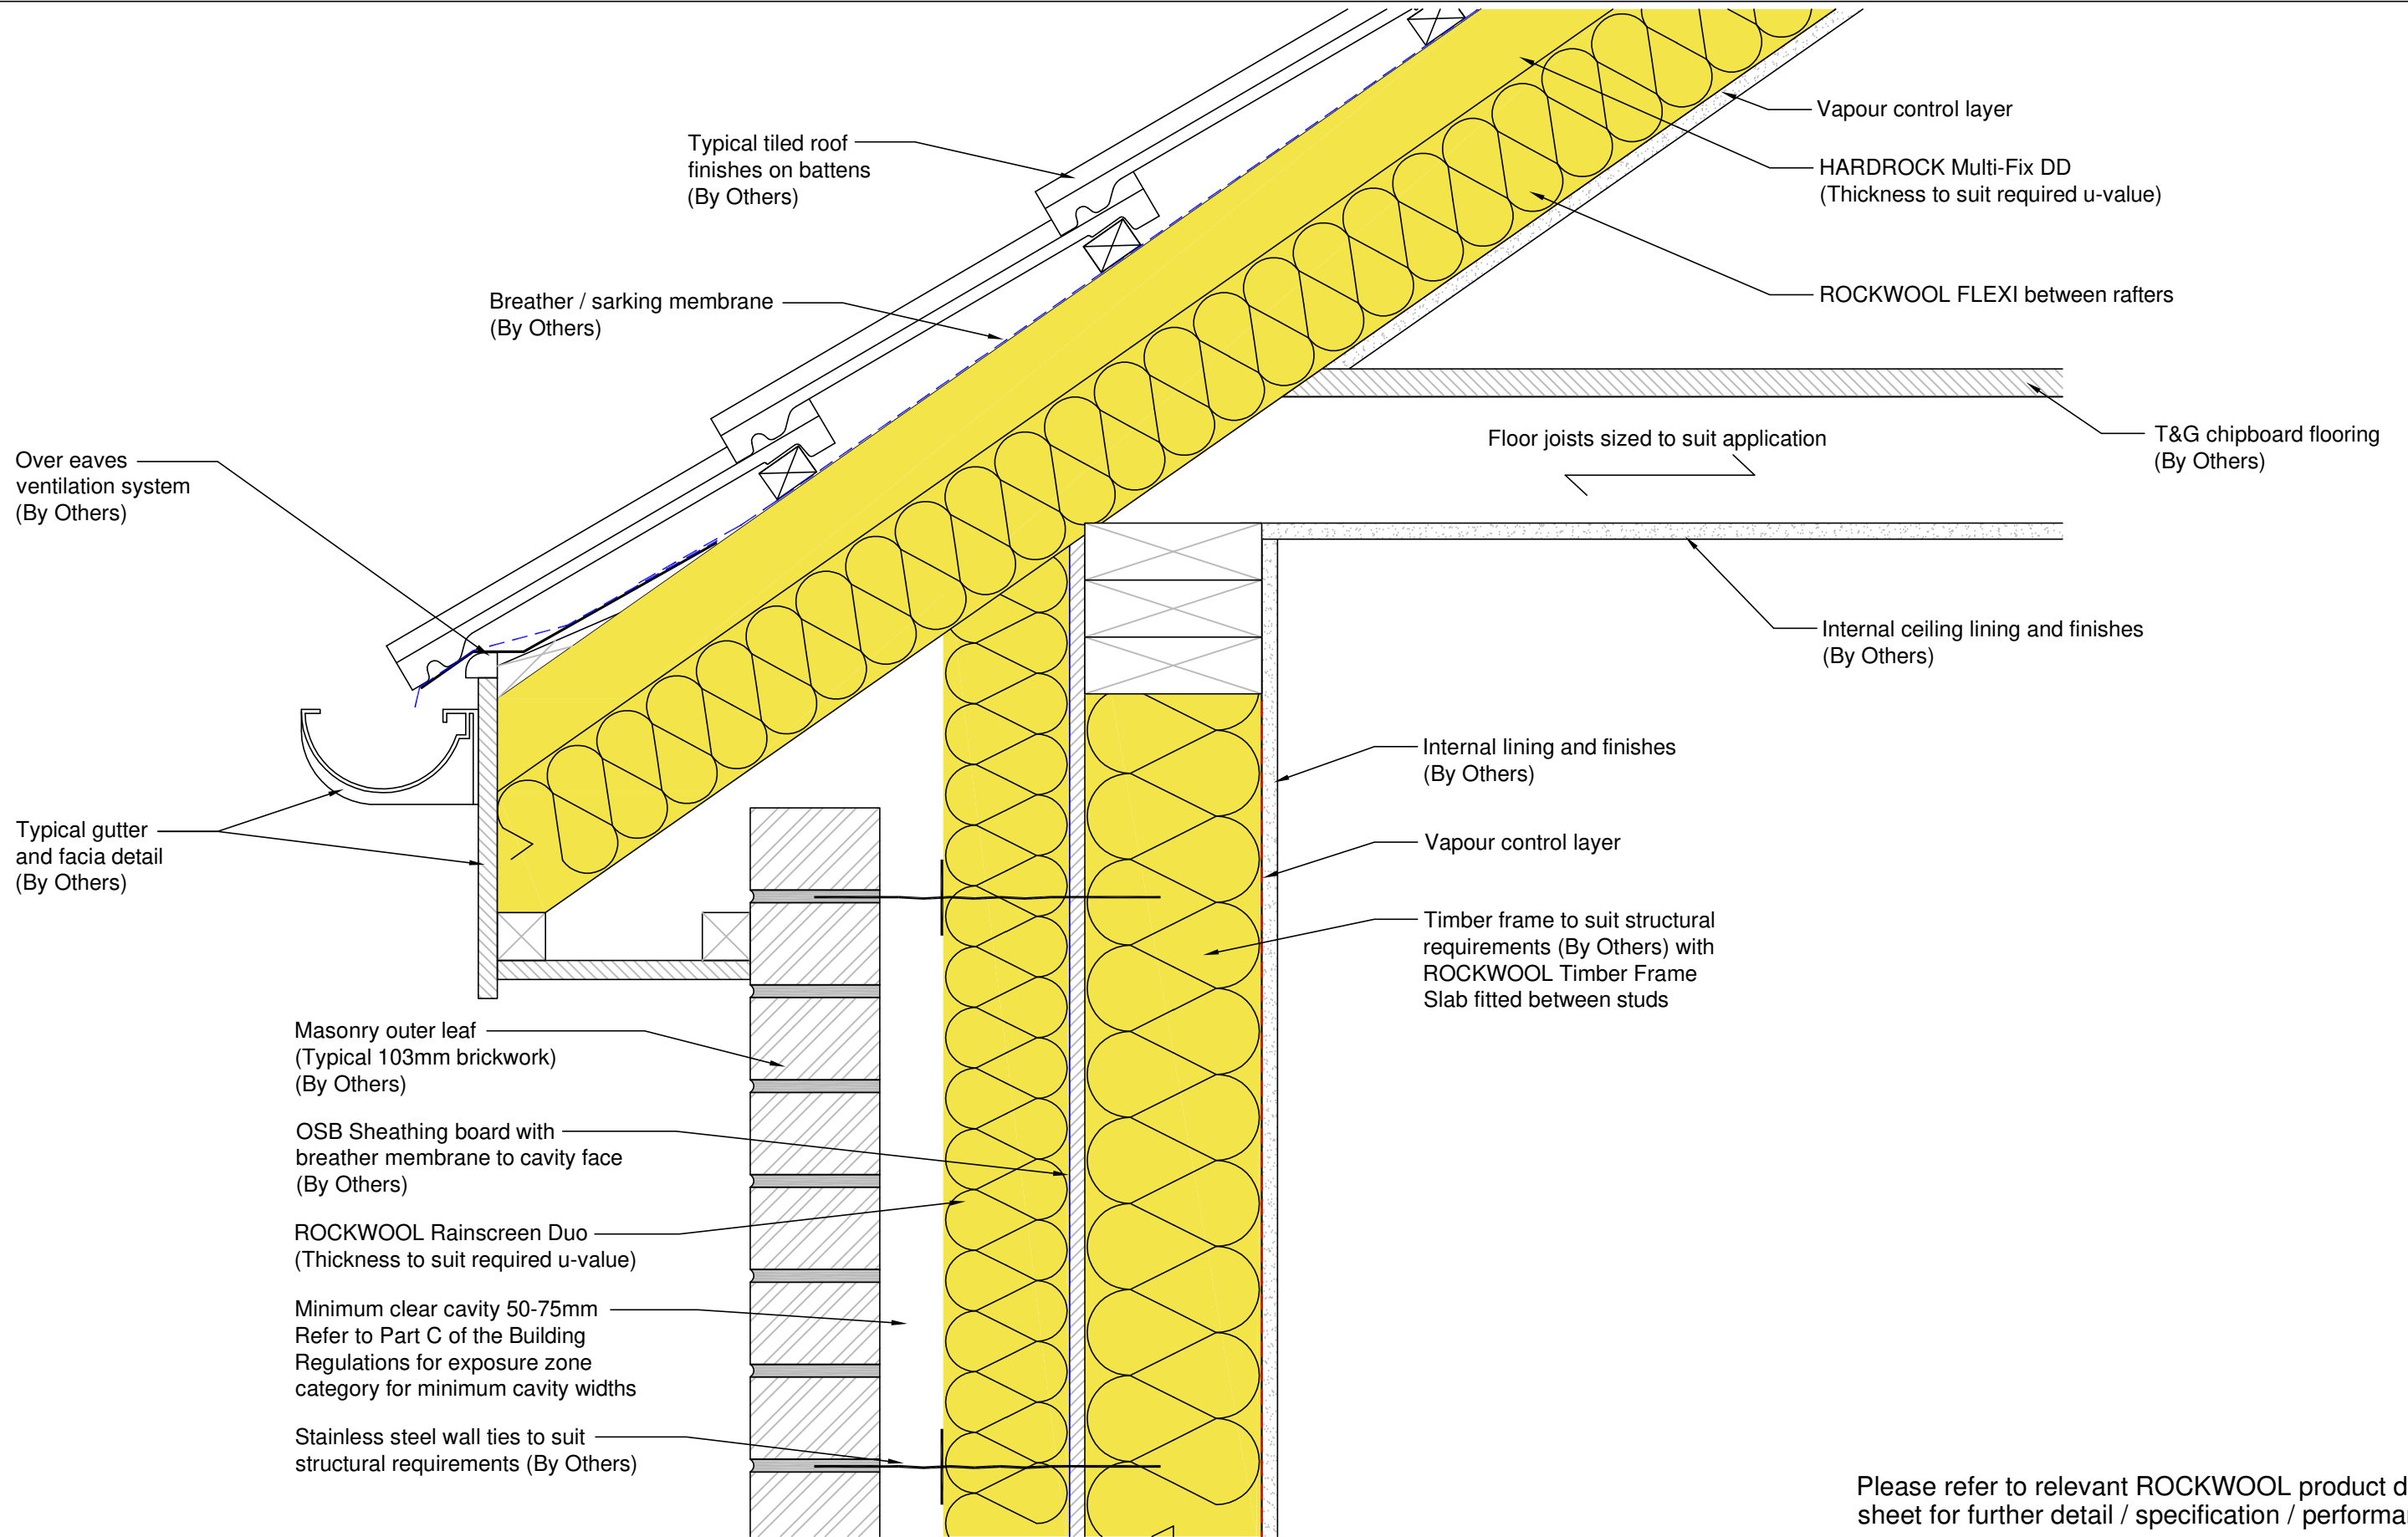 Typical tiled roof
finishes on battens
(By Others)
Breather / sarking membrane
(By Others)
Over eaves
ventilation system
(By Others)
Typical gutter
and facia detail
(By Others)
Masonry outer leaf
(Typical 103mm brickwork)
(By Others)
OSB Sheathing board with
breather membrane to cavity face
(By Others)
ROCKWOOL Rainscreen Duo
(Thickness to suit required u-value)
Minimum clear cavity 50-75mm
Refer to Part C of the Building
Regulations for exposure zone
category for minimum cavity widths
Stainless steel wall ties to suit
structural requirements (By Others)
Vapour control layer
HARDROCK Multi-Fix DD
(Thickness to suit required u-value)
ROCKWOOL FLEXI between rafters
Floor joists sized to suit application
T&G chipboard flooring
(By Others)
Internal ceiling lining and finishes
(By Others)
Internal lining and finishes
(By Others)
Vapour control layer
Timber frame to suit structural
requirements (By Others) with
ROCKWOOL Timber Frame
Slab fitted between studs
Please refer to relevant ROCKWOOL product d
sheet for further detail / specification / performa